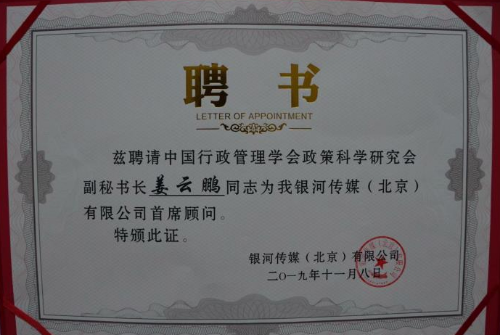 聘 书
LETTER OF APPOINTMENT
兹聘请中国行政管理学会政策科学研究会
副秘书长姜云鹏同志为我银河传媒（北京）
有限公司首席顾问。
特颁此证。
银河传媒（北京）有限公司
二〇一九年十一月八日